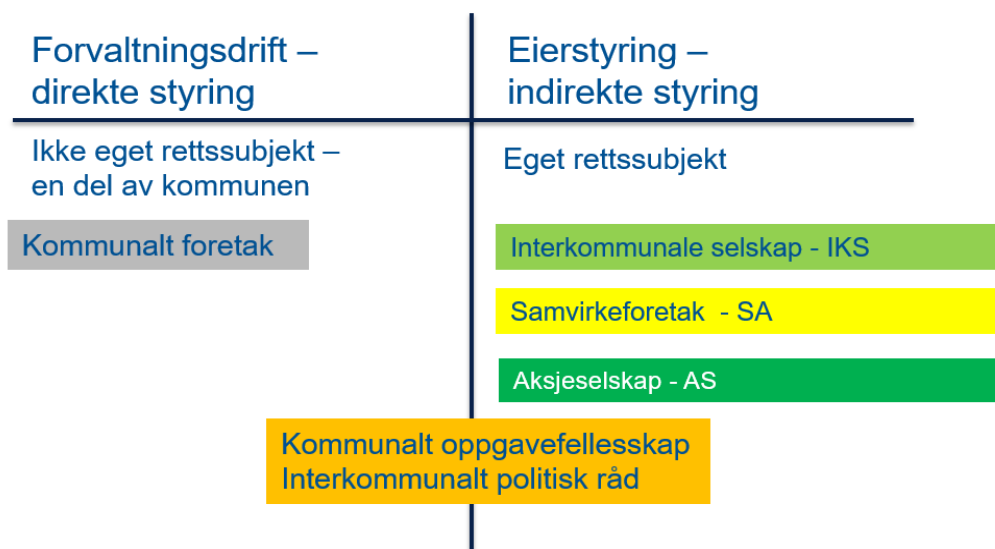 Forvaltningsdrift –
direkte styring
Eierstyring –
indirekte styring
Ikke eget rettssubjekt –
en del av kommunen
Eget rettssubjekt
Kommunalt foretak
Interkommunale selskap - IKS
Samvirkeforetak - SA
Aksjeselskap - AS
Kommunalt oppgavefellesskap
Interkommunalt politisk råd